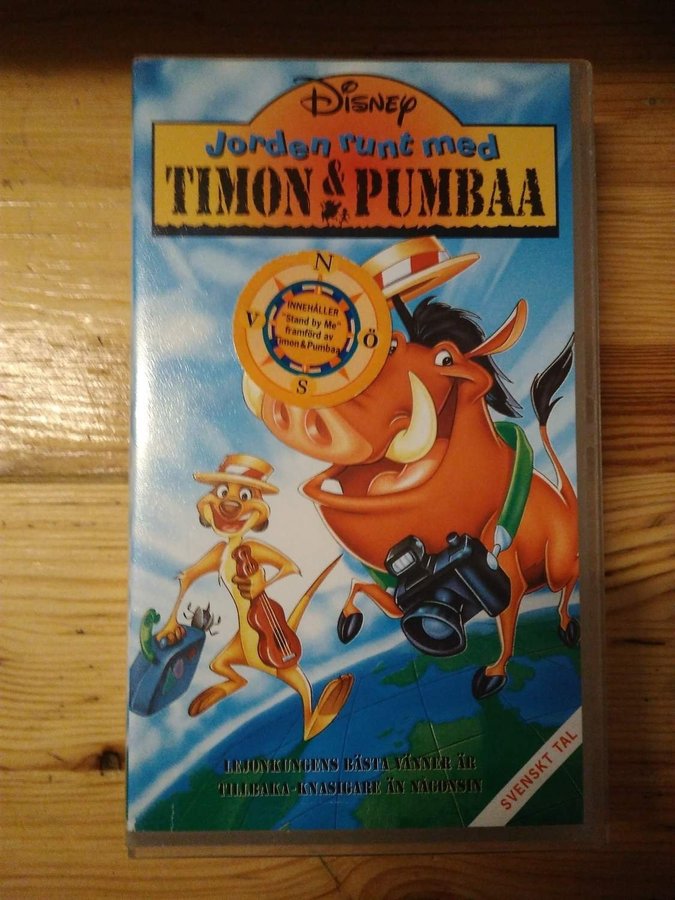 Disney
Jorden runt med
TIMON & PUMBAA
N
V
Ö
S
INNEHÅLLER
"Stand by Me"
framförd av
Timon & Pumbaa
LEJONKUNGENS BÄSTA VÄNNER ÄR
TILLBAKA-KNASIGARE ÄN NÅGONSIN
SVENSKT TAL